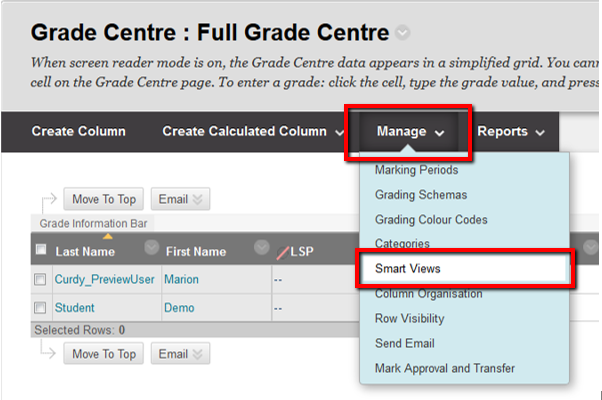 Grade Centre : Full Grade Centre
When screen reader mode is on, the Grade Centre data appears in a simplified grid. You cann
cell on the Grade Centre page. To enter a grade: click the cell, type the grade value, and press
Create Column Create Calculated Column Manage Reports
Marking Periods
Grading Schemas
Grading Colour Codes
Categories
Smart Views
Column Organisation
Row Visibility
Send Email
Mark Approval and Transfer
Move To Top Email
Grade Information Bar
Last Name First Name LSP
Curdy_PreviewUser Marion --
Student Demo --
Selected Rows: 0
Move To Top Email